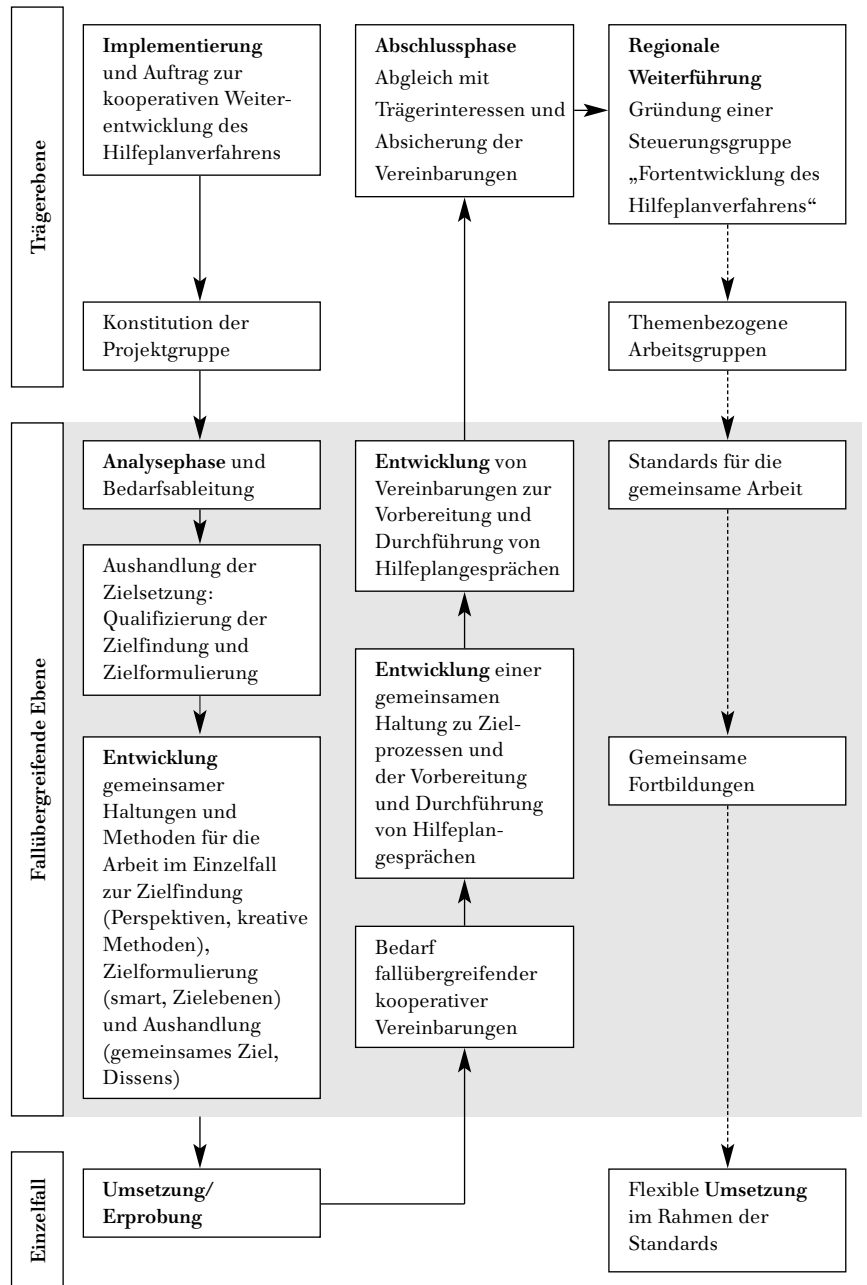 Trägerebene
Implementierung
und Auftrag zur
kooperativen Weiter-
entwicklung des
Hilfeplanverfahrens
Konstitution der
Projektgruppe
Abschlussphase
Abgleich mit
Trägerinteressen und
Absicherung der
Vereinbarungen
Regionale
Weiterführung
Gründung einer
Steuerungsgruppe
„Fortentwicklung des
Hilfeplanverfahrens“
Themenbezogene
Arbeitsgruppen
Fallübergreifende Ebene
Analysephase und
Bedarfsableitung
Aushandlung der
Zielsetzung:
Qualifizierung der
Zielfindung und
Zielformulierung
Entwicklung
gemeinsamer
Haltungen und
Methoden für die
Arbeit im Einzelfall
zur Zielfindung
(Perspektiven, kreative
Methoden),
Zielformulierung
(smart, Zielebenen)
und Aushandlung
(gemeinsames Ziel,
Dissens)
Entwicklung von
Vereinbarungen zur
Vorbereitung und
Durchführung von
Hilfeplangesprächen
Entwicklung einer
gemeinsamen
Haltung zu Ziel-
prozessen und
der Vorbereitung
und Durchführung
von Hilfeplan-
gesprächen
Bedarf
fallübergreifender
kooperativer
Vereinbarungen
Standards für die
gemeinsame Arbeit
Gemeinsame
Fortbildungen
Einzelfall
Umsetzung/
Erprobung
Flexible Umsetzung
im Rahmen der
Standards